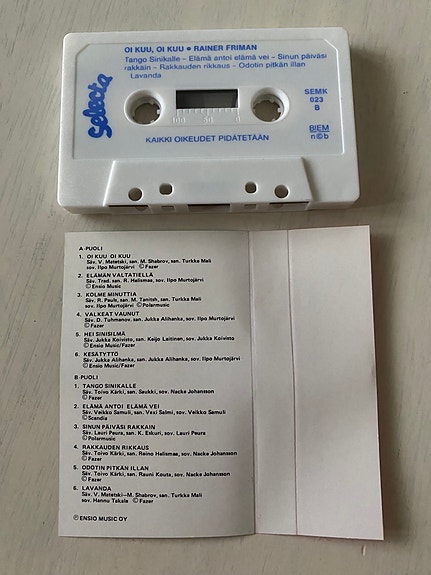 OI KUU, OI KUU ● RAINER FRIMAN
Tango Sinikalle – Elämä antoi elämä vei – Sinun päiväsi
rakkain – Rakkauden rikkaus – Odotin pitkän illan
Lavanda
Selecta
SEMK
023
B
100 50 0
BIEM
n©b
KAIKKI OIKEUDET PIDÄTETÄÄN
A-PUOLI
1. OI KUU OI KUU
Säv. V. Matetski, san. M. Shabrov, san. Turkka Mali
sov. Ilpo Murtojärvi ©Fazer
2. ELÄMÄN VALTATIELLÄ
Säv. Trad. san. R. Helismaa, sov. Ilpo Murtojärvi
© Ensio Music
3. KOLME MINUUTTIA
Säv. R. Pauls, san. M. Tanitsh, san. Turkka Mali
sov. Ilpo Murtojärvi ©Polarmusic
4. VALKEAT VAUNUT
Säv. D. Tuhmanov, san. Jukka Alihanka, sov. Ilpo Murtojärvi
©Fazer
5. HEI SINISILMÄ
Säv. Jukka Koivisto, san. Keijo Laitinen, sov. Jukka Koivisto
©Ensio Music/Fazer
6. KESÄTYTTÖ
Säv. Jukka Alihanka, san. Jukka Alihanka, sov. Ilpo Murtojärvi
©Ensio Music/Fazer
B-PUOLI
1. TANGO SINIKALLE
Säv. Toivo Kärki, san. Saukki, sov. Nacke Johansson
©Fazer
2. ELÄMÄ ANTOI ELÄMÄ VEI
Säv. Veikko Samuli, san. Vexi Salmi, sov. Veikko Samuli
©Scandia
3. SINUN PÄIVÄSI RAKKAIN
Säv. Lauri Peura, san. K. Eskuri, sov. Lauri Peura
©Polarmusic
4. RAKKAUDEN RIKKAUS
Säv. Toivo Kärki, san. Reino Helismaa, sov. Nacke Johansson
©Fazer
5. ODOTIN PITKÄN ILLAN
Säv. Toivo Kärki, san. Rauni Kouta, sov. Nacke Johansson
©Fazer
6. LAVANDA
Säv. V. Matetski–M. Shabrov, san. Turkka Mali
sov. Hannu Takala ©Fazer
Ⓟ ENSIO MUSIC OY